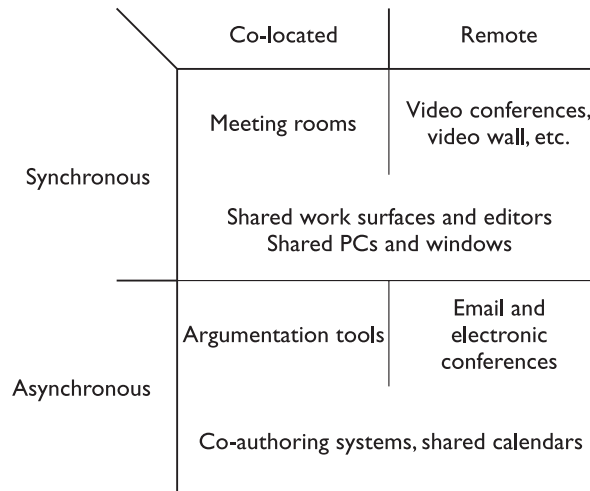 Co-located
Remote
Synchronous
Meeting rooms
Video conferences,
video wall, etc.
Shared work surfaces and editors
Shared PCs and windows
Asynchronous
Argumentation tools
Email and
electronic
conferences
Co-authoring systems, shared calendars